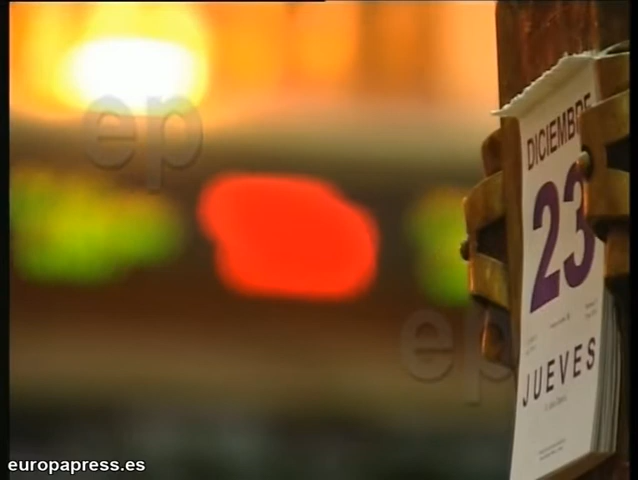 ep
DICIEMBRE
23
ep
JUEVES
europapress.es